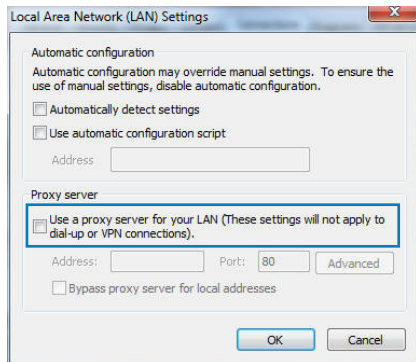 Local Area Network (LAN) Settings
Automatic configuration
Automatic configuration may override manual settings. To ensure the
use of manual settings, disable automatic configuration.
Automatically detect settings
Use automatic configuration script
Address
Proxy server
Use a proxy server for your LAN (These settings will not apply to
dial-up or VPN connections).
Address: Port: 80 Advanced
Bypass proxy server for local addresses
OK Cancel